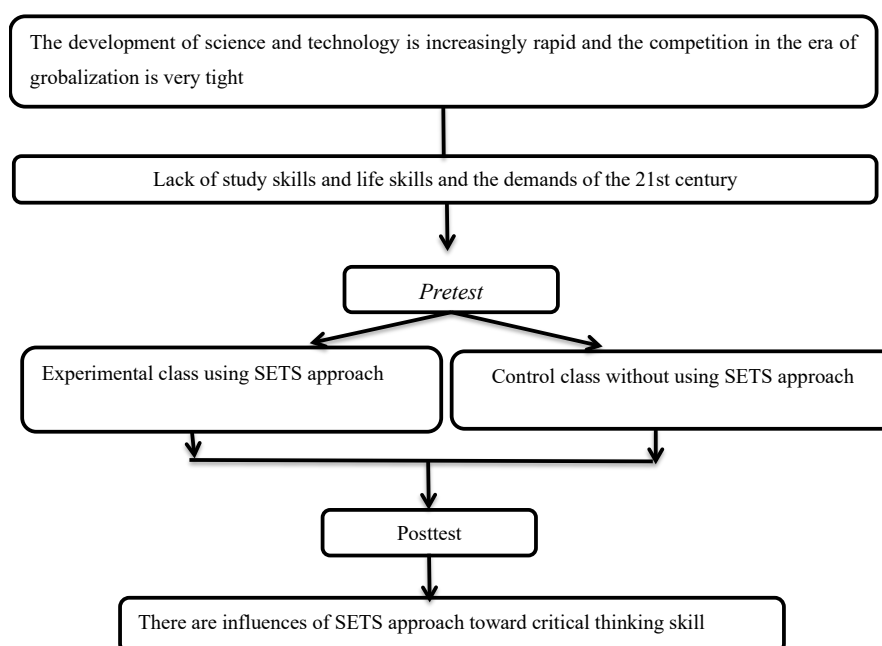 The development of science and technology is increasingly rapid and the competition in the era of
grobalization is very tight
Lack of study skills and life skills and the demands of the 21st century
Pretest
Experimental class using SETS approach
Control class without using SETS approach
Posttest
There are influences of SETS approach toward critical thinking skill